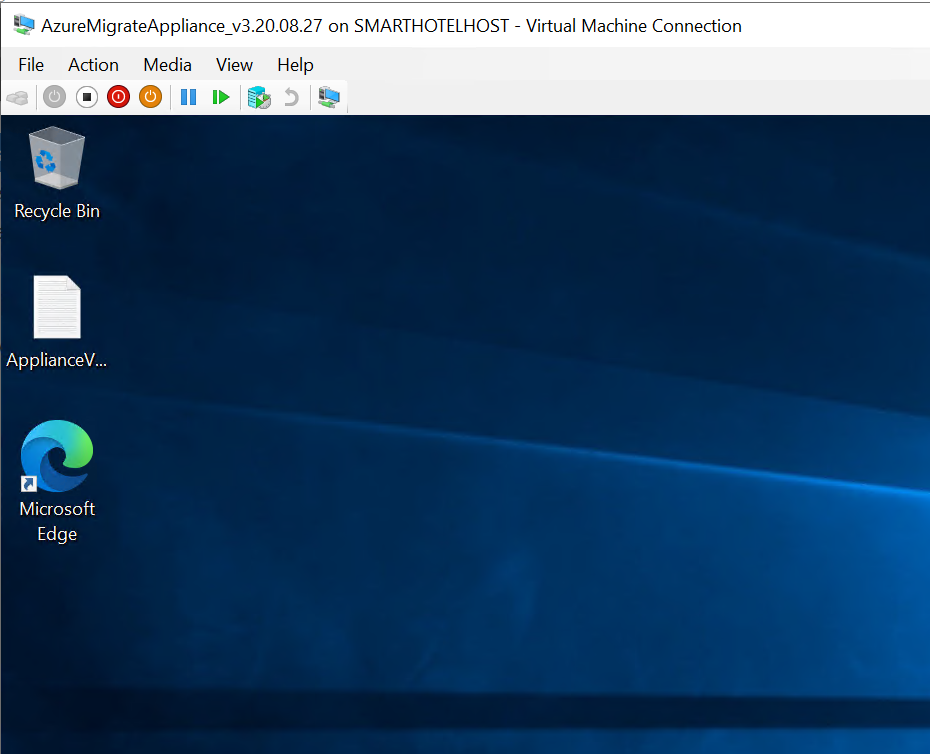 AzureMigrateAppliance_v3.20.08.27 on SMARTHOTELHOST - Virtual Machine Connection
File Action Media View Help
Recycle Bin
ApplianceV...
Microsoft
Edge